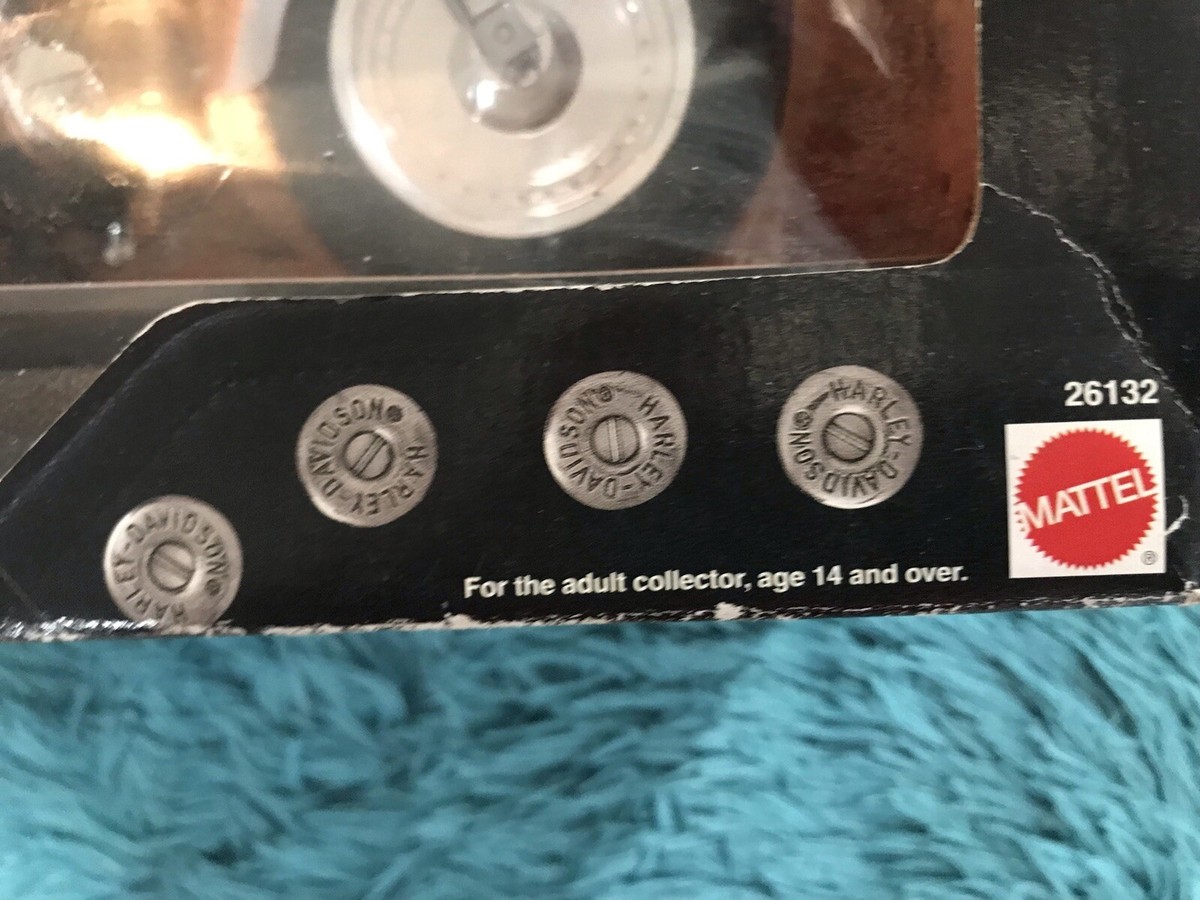 26132
MATTEL
®
HARLEY-DAVIDSON®
HARLEY-DAVIDSON®
HARLEY-DAVIDSON®
HARLEY-DAVIDSON®
For the adult collector, age 14 and over.